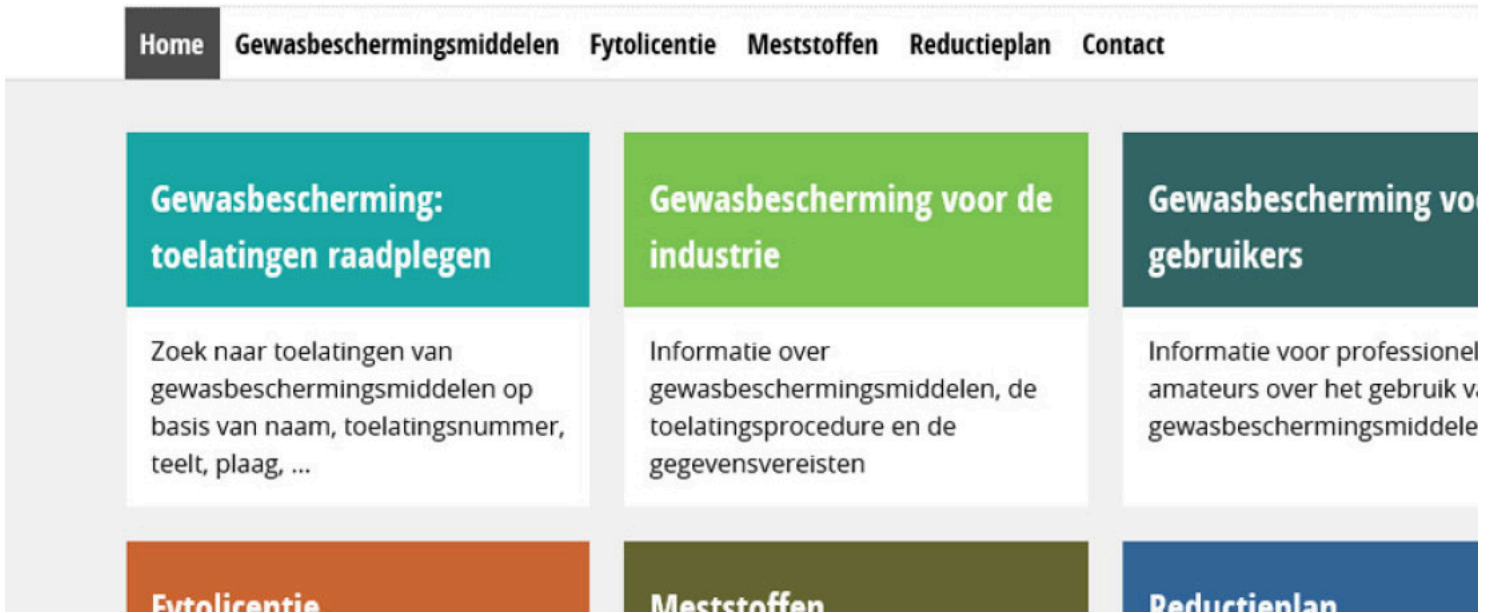 Home Gewasbeschermingsmiddelen Fytolicentie Meststoffen Reductieplan Contact
Gewasbescherming:
toelatingen raadplegen
Zoek naar toelatingen van
gewasbeschermingsmiddelen op
basis van naam, toelatingsnummer,
teelt, plaag, ...
Gewasbescherming voor de
industrie
Informatie over
gewasbeschermingsmiddelen, de
toelatingsprocedure en de
gegevensvereisten
Gewasbescherming
gebruikers
Informatie voor
amateurs over het gebruik
Fytolicentie
Meststoffen
Reductieplan